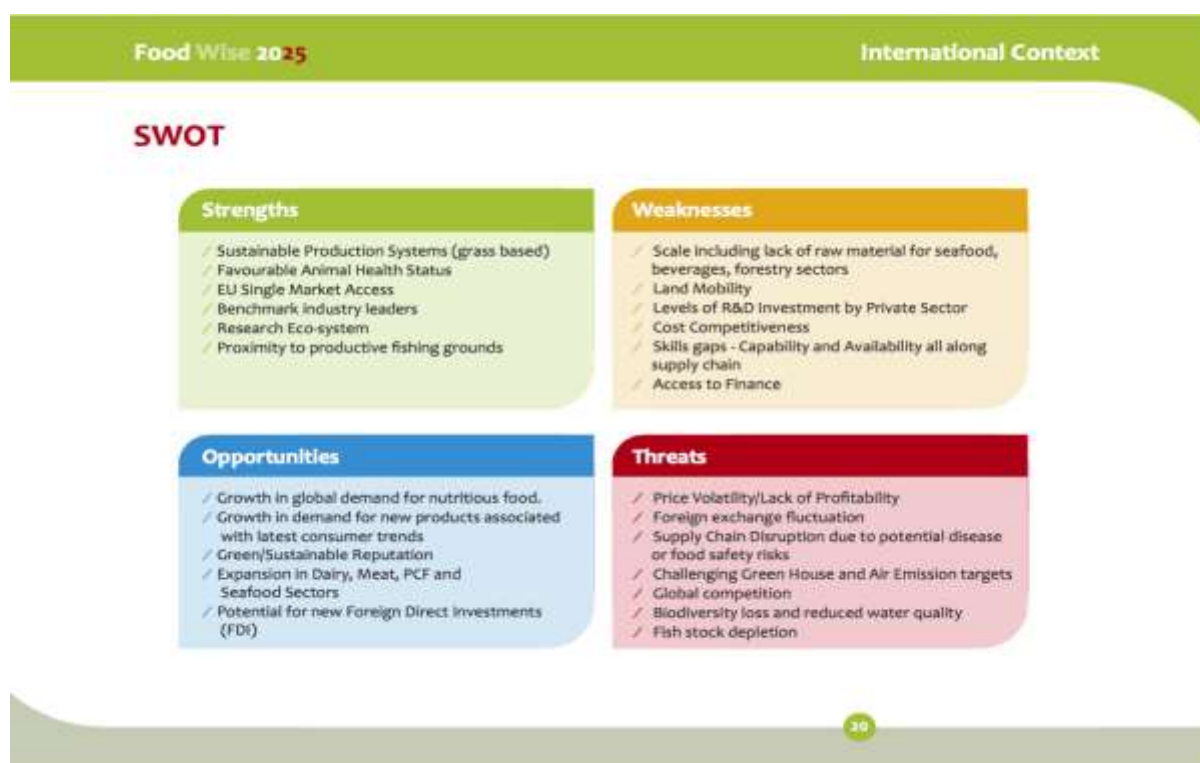 Food Wise 2025
International Context
SWOT
Strengths
Sustainable Production Systems (grass based)
Favourable Animal Health Status
EU Single Market Access
Benchmark industry leaders
Research Eco-system
Proximity to productive fishing grounds
Weaknesses
Scale including lack of raw material for seafood,
beverages, forestry sectors
Land Mobility
Levels of R&D Investment by Private Sector
Cost Competitiveness
Skills gaps - Capability and Availability all along
supply chain
Access to Finance
Opportunities
Growth in global demand for nutritious food.
Growth in demand for new products associated
with latest consumer trends
Green/Sustainable Reputation
Expansion in Dairy, Meat, PCF and
Seafood Sectors
Potential for new Foreign Direct Investments
(FDI)
Threats
Price Volatility/Lack of Profitability
Foreign exchange fluctuation
Supply Chain Disruption due to potential disease
or food safety risks
Challenging Green House and Air Emission targets
Global competition
Biodiversity loss and reduced water quality
Fish stock depletion